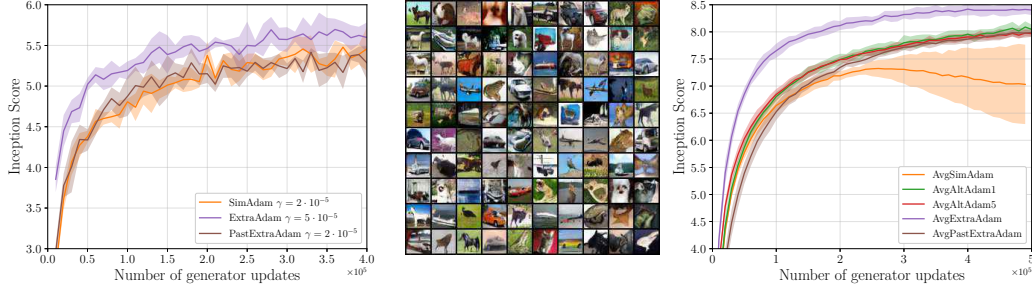 6.0
5.5
5.0
4.5
4.0
3.5
3.0
Inception Score
SimAdam γ = 2 · 10⁻⁵
ExtraAdam γ = 5 · 10⁻⁵
PastExtraAdam γ = 2 · 10⁻⁵
0.0 0.5 1.0 1.5 2.0 2.5 3.0 3.5 4.0
×10⁵
Number of generator updates
8.5
8.0
7.5
7.0
6.5
6.0
5.5
5.0
4.5
4.0
Inception Score
AvgSimAdam
AvgAltAdam1
AvgAltAdam5
AvgExtraAdam
AvgPastExtraAdam
0 1 2 3 4 5
×10⁵
Number of generator updates